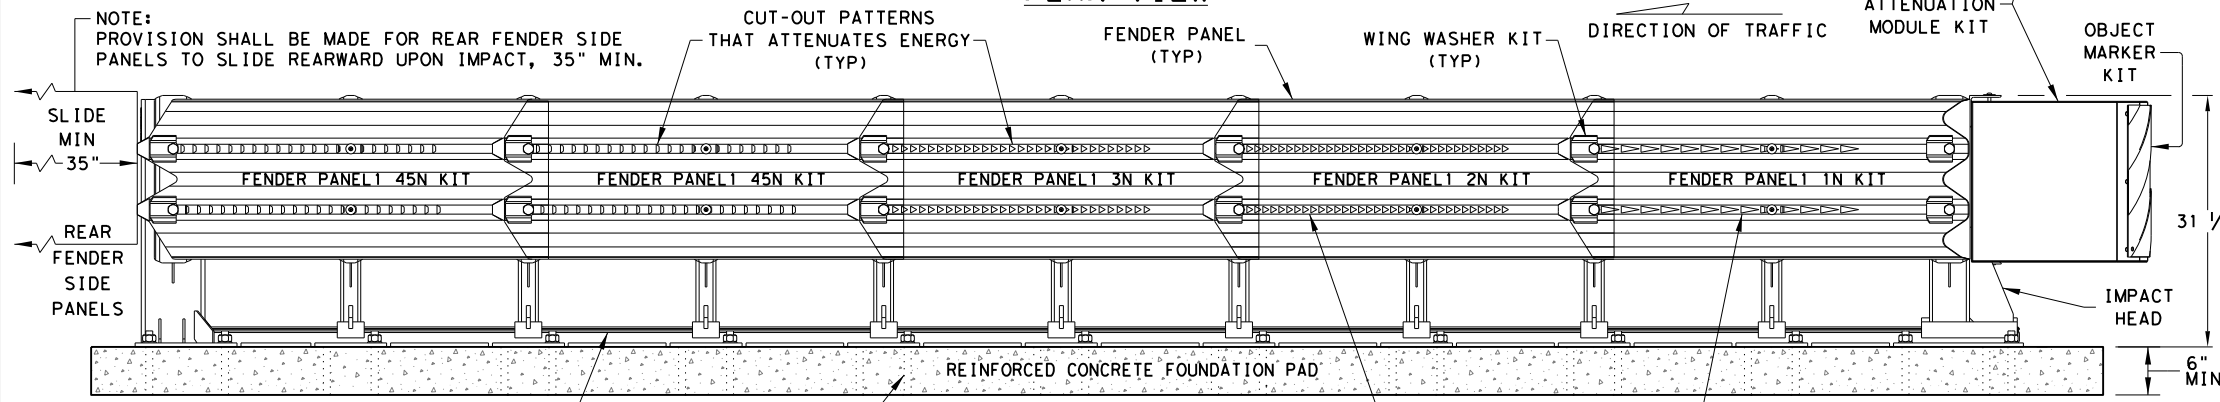 NOTE:
PROVISION SHALL BE MADE FOR REAR FENDER SIDE
PANELS TO SLIDE REARWARD UPON IMPACT, 35" MIN.
CUT-OUT PATTERNS
THAT ATTENUATES ENERGY
(TYP)
FENDER PANEL
(TYP)
WING WASHER KIT
(TYP)
DIRECTION OF TRAFFIC
ATTENUATION
MODULE KIT
OBJECT
MARKER
KIT
SLIDE
MIN
35"
FENDER PANEL1 45N KIT
FENDER PANEL1 45N KIT
FENDER PANEL1 3N KIT
FENDER PANEL1 2N KIT
FENDER PANEL1 1N KIT
31
REAR
FENDER
SIDE
PANELS
IMPACT
HEAD
REINFORCED CONCRETE FOUNDATION PAD
6"
MIN